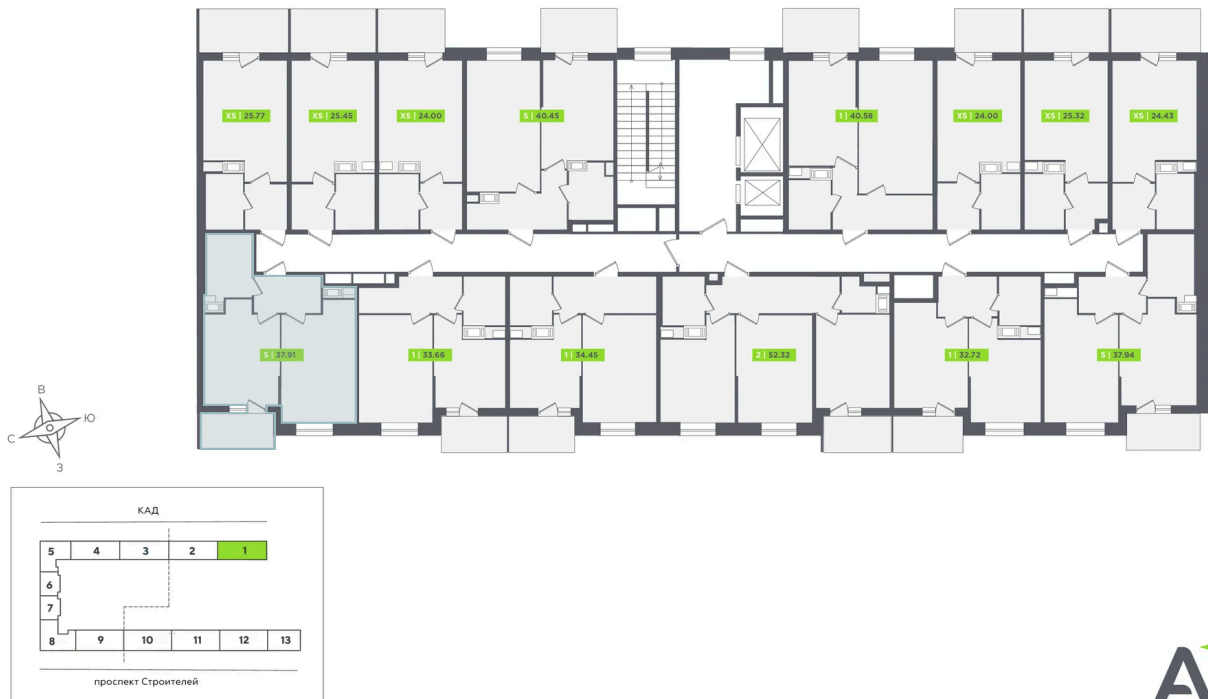 XS | 25.77
XS | 25.45
XS | 24.00
S | 40.45
1 | 40.58
XS | 24.00
XS | 25.32
XS | 24.43
S | 37.91
1 | 33.66
1 | 34.45
2 | 52.32
1 | 32.72
S | 37.94
В
Ю
С
З
КАД
5
4
3
2
1
6
7
8
9
10
11
12
13
проспект Строителей